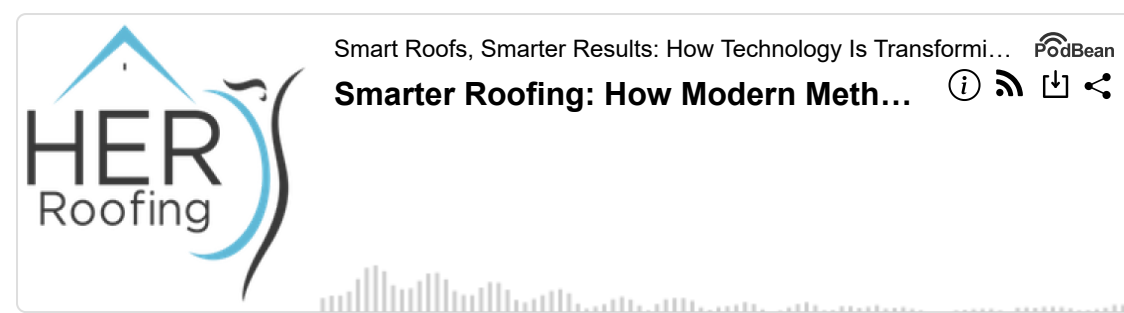 HER
Roofing
Smart Roofs, Smarter Results: How Technology Is Transformi...
PodBean
Smarter Roofing: How Modern Meth...
i